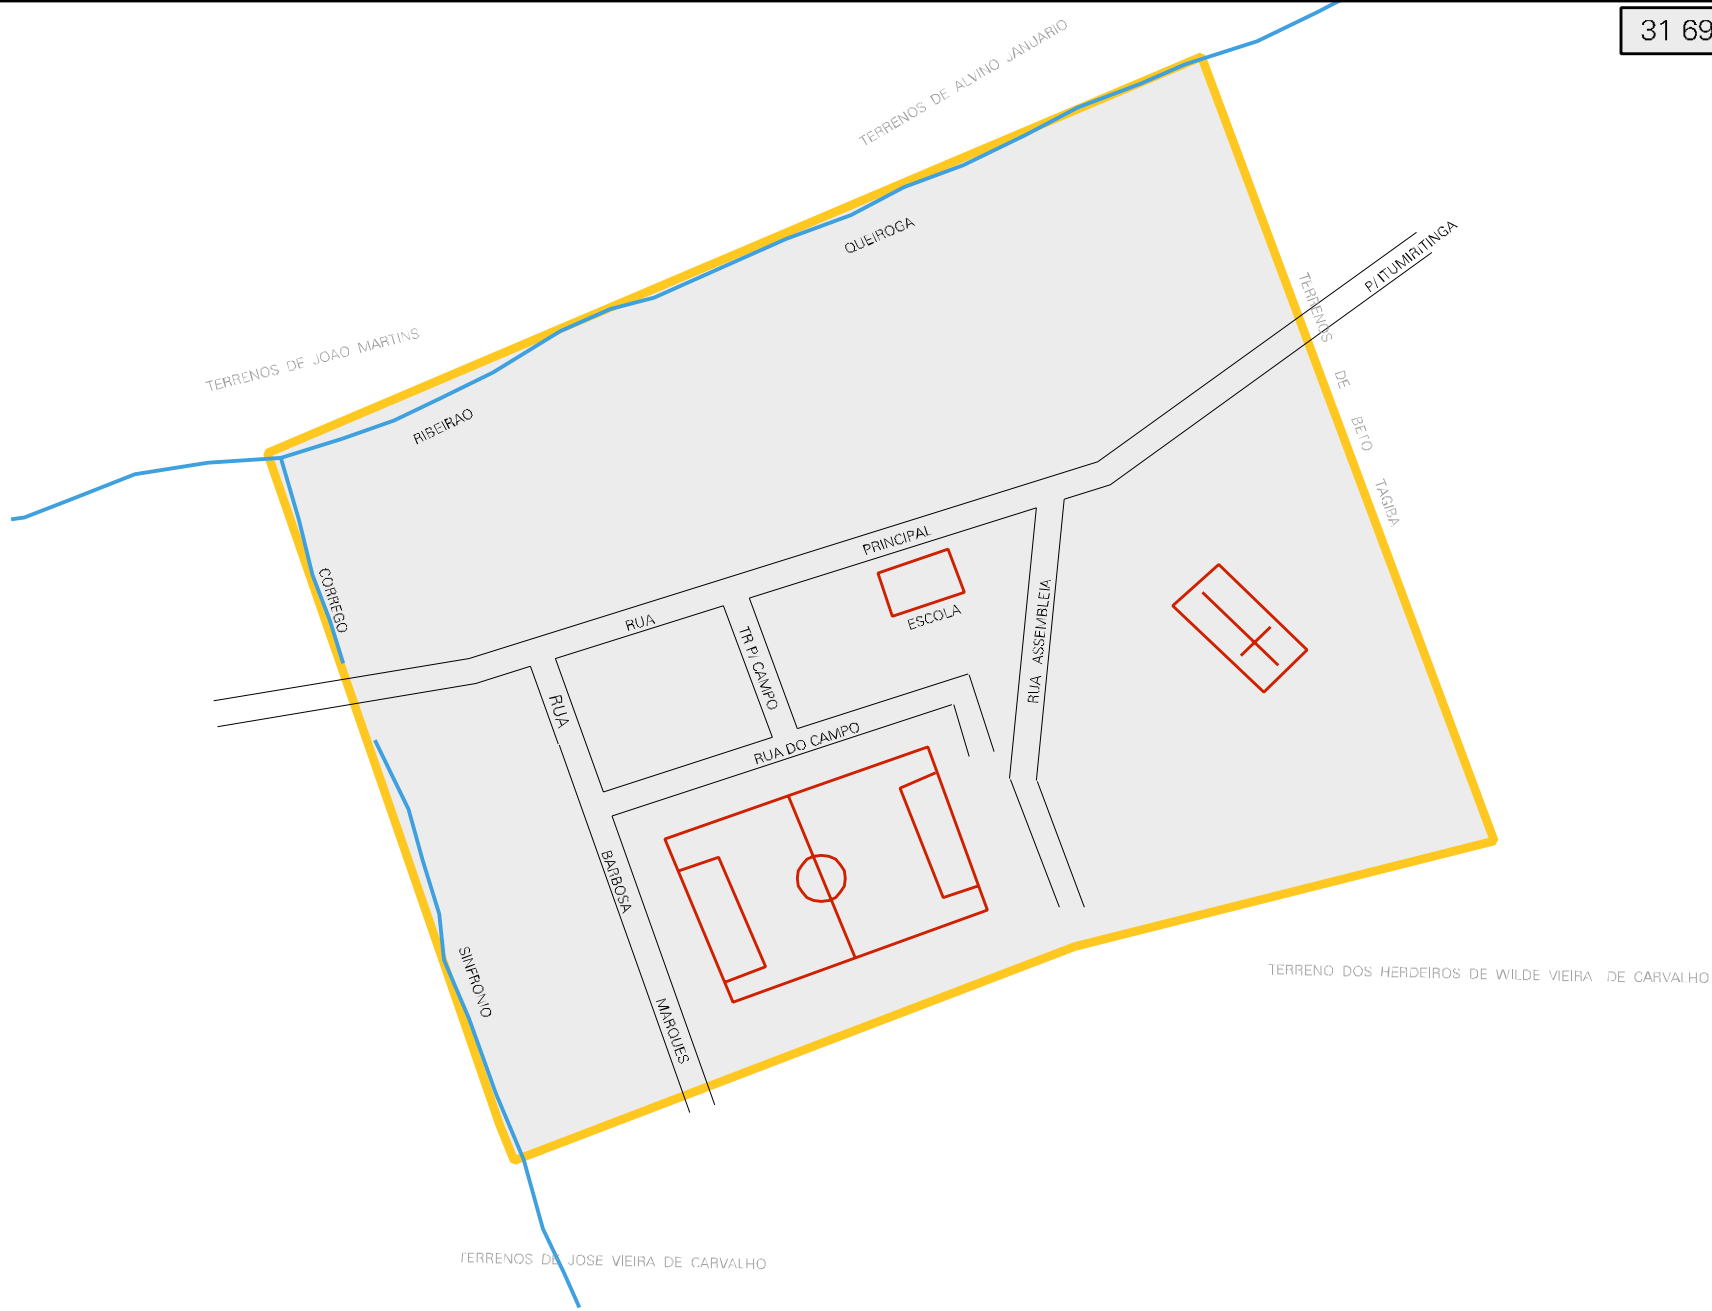 31 69
TERRENOS DE ALVINO JANUARIO
QUEIROGA
P/ ITUMIRITINGA
TERRENOS DE BETO TAGIBA
TERRENOS DE JOAO MARTINS
RIBEIRAO
PRINCIPAL
RUA
ESCOLA
CORREGO
TR P/ CAMPO
RUA ASSEMBLEIA
RUA
RUA DO CAMPO
BARBOSA
SINFRONIO
MARQUES
TERRENO DOS HERDEIROS DE WILDE VIEIRA DE CARVALHO
TERRENOS DE JOSE VIEIRA DE CARVALHO